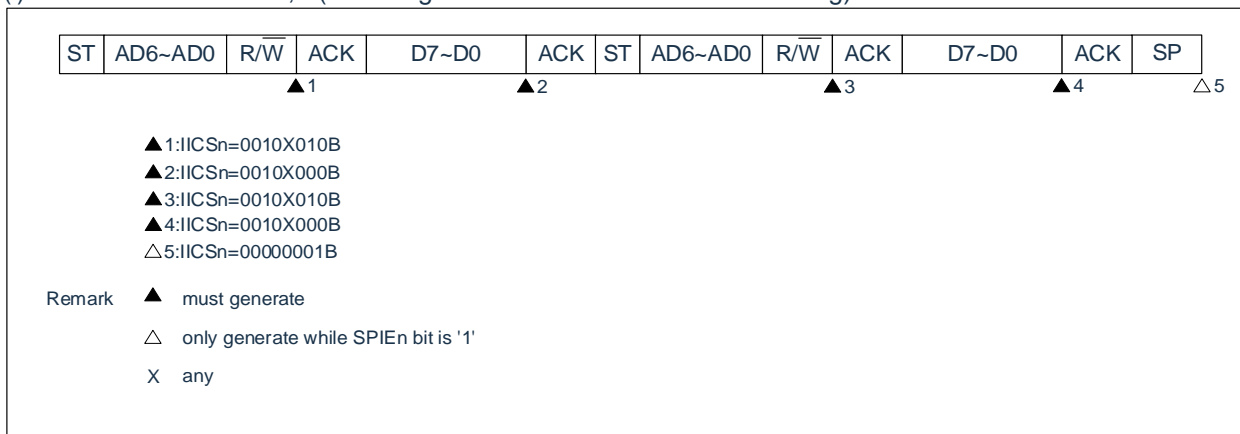 ST AD6~AD0 R/W ACK D7~D0 ACK ST AD6~AD0 R/W ACK D7~D0 ACK SP
▲1 ▲2 ▲3 ▲4 △5
▲1:IICSn=0010X010B
▲2:IICSn=0010X000B
▲3:IICSn=0010X010B
▲4:IICSn=0010X000B
△5:IICSn=00000001B
Remark ▲ must generate
△ only generate while SPIEn bit is '1'
X any